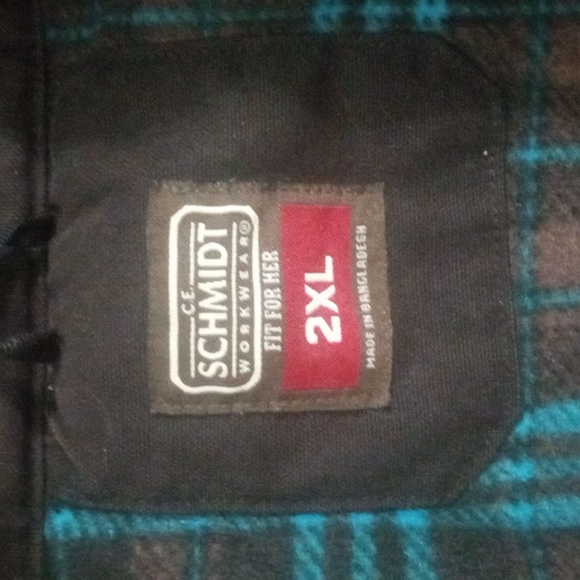 C.E.
SCHMIDT
WORKWEAR®
FIT FOR HER
2XL
MADE IN BANGLADESH